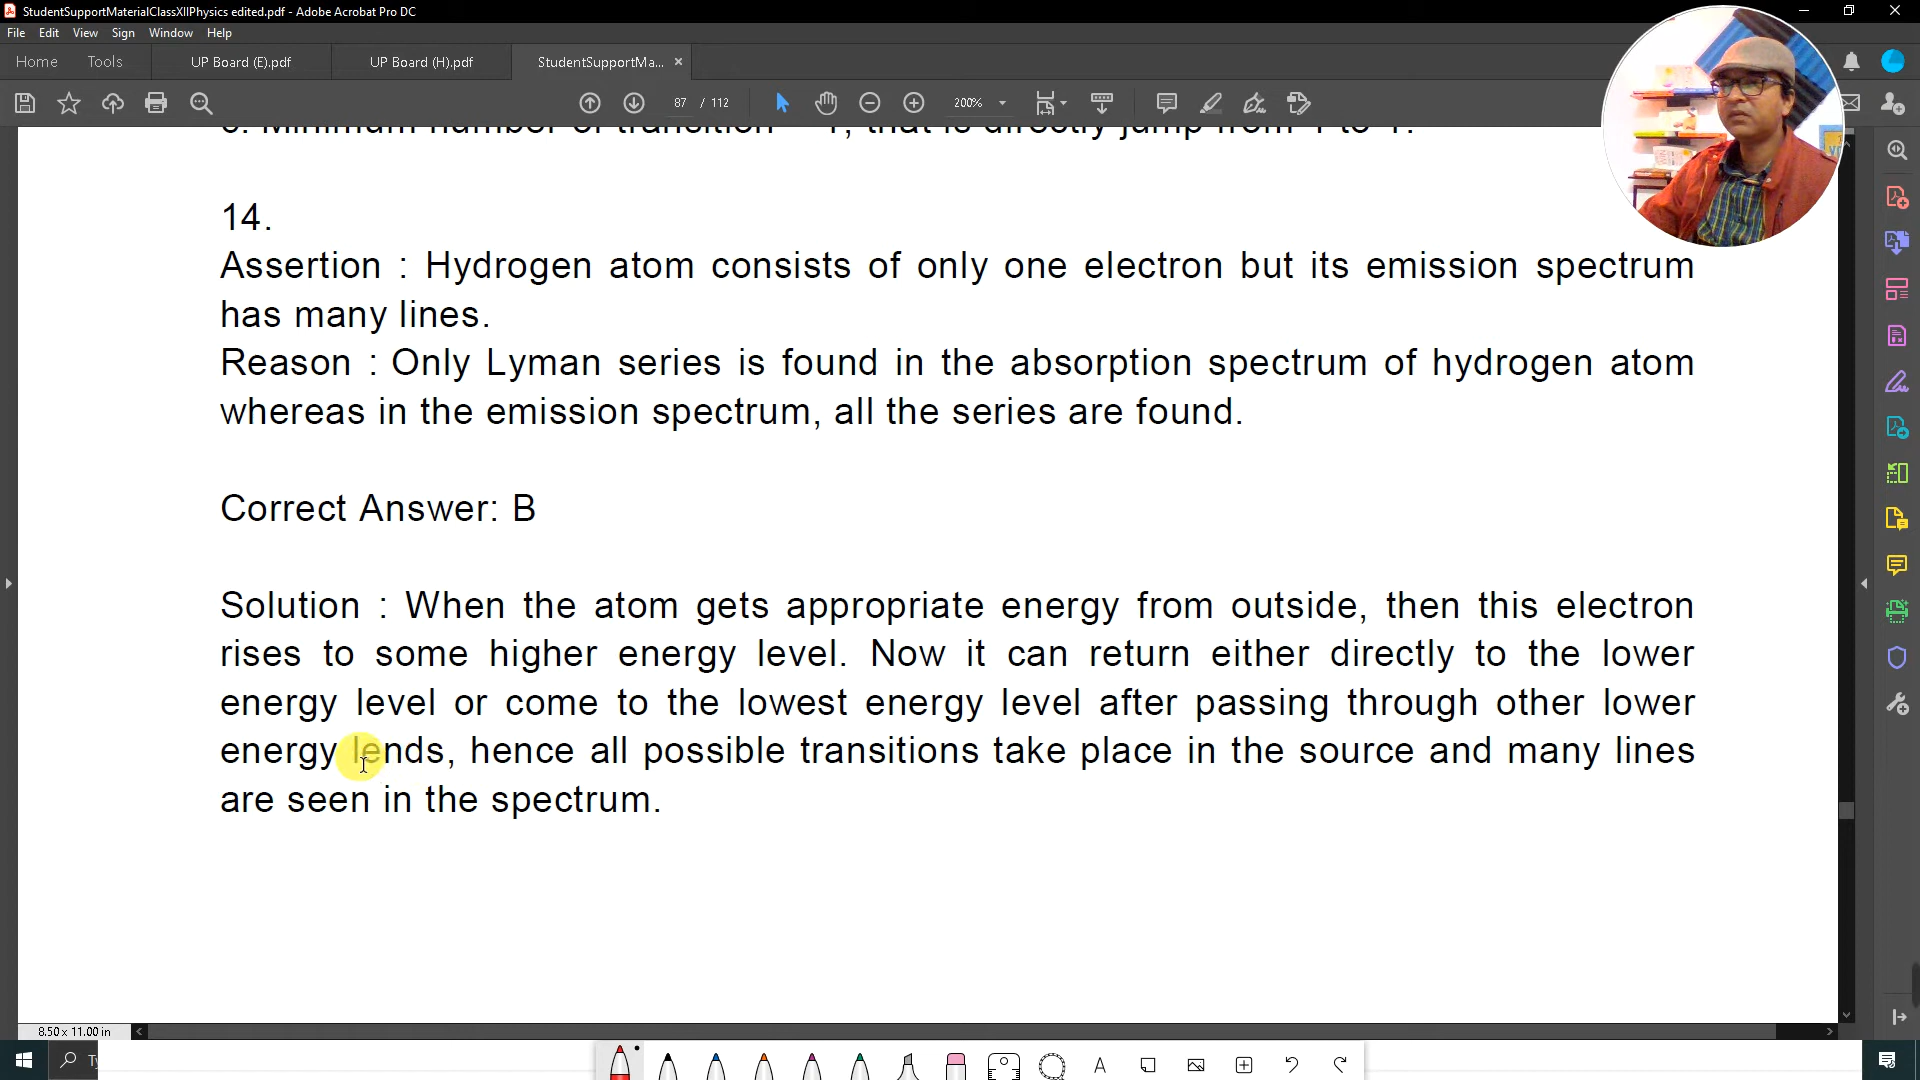 StudentSupportMaterialClassXIIPhysics edited.pdf - Adobe Acrobat Pro DC
File Edit View Sign Window Help
Home Tools UP Board (E).pdf UP Board (H).pdf StudentSupportMa... ×
87 / 112 200%
14.
Assertion : Hydrogen atom consists of only one electron but its emission spectrum
has many lines.
Reason : Only Lyman series is found in the absorption spectrum of hydrogen atom
whereas in the emission spectrum, all the series are found.
Correct Answer: B
Solution : When the atom gets appropriate energy from outside, then this electron
rises to some higher energy level. Now it can return either directly to the lower
energy level or come to the lowest energy level after passing through other lower
energy lends, hence all possible transitions take place in the source and many lines
are seen in the spectrum.
8.50 x 11.00 in